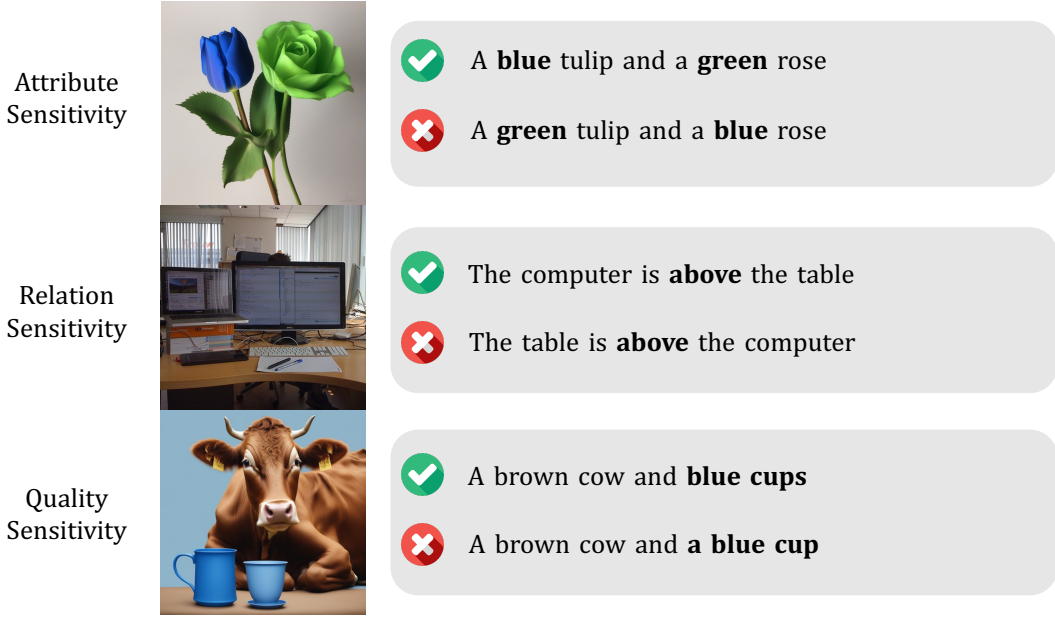 Attribute
Sensitivity
A blue tulip and a green rose
A green tulip and a blue rose
Relation
Sensitivity
The computer is above the table
The table is above the computer
Quality
Sensitivity
A brown cow and blue cups
A brown cow and a blue cup